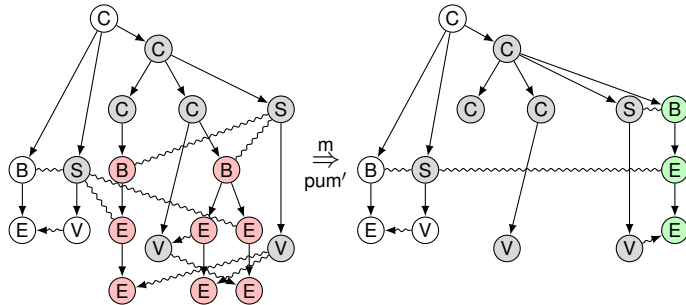 C C
C C
C C S C C S B
m
⇒
pum′
B S B B B S E
E V E E E E V E
V V V V
E E E